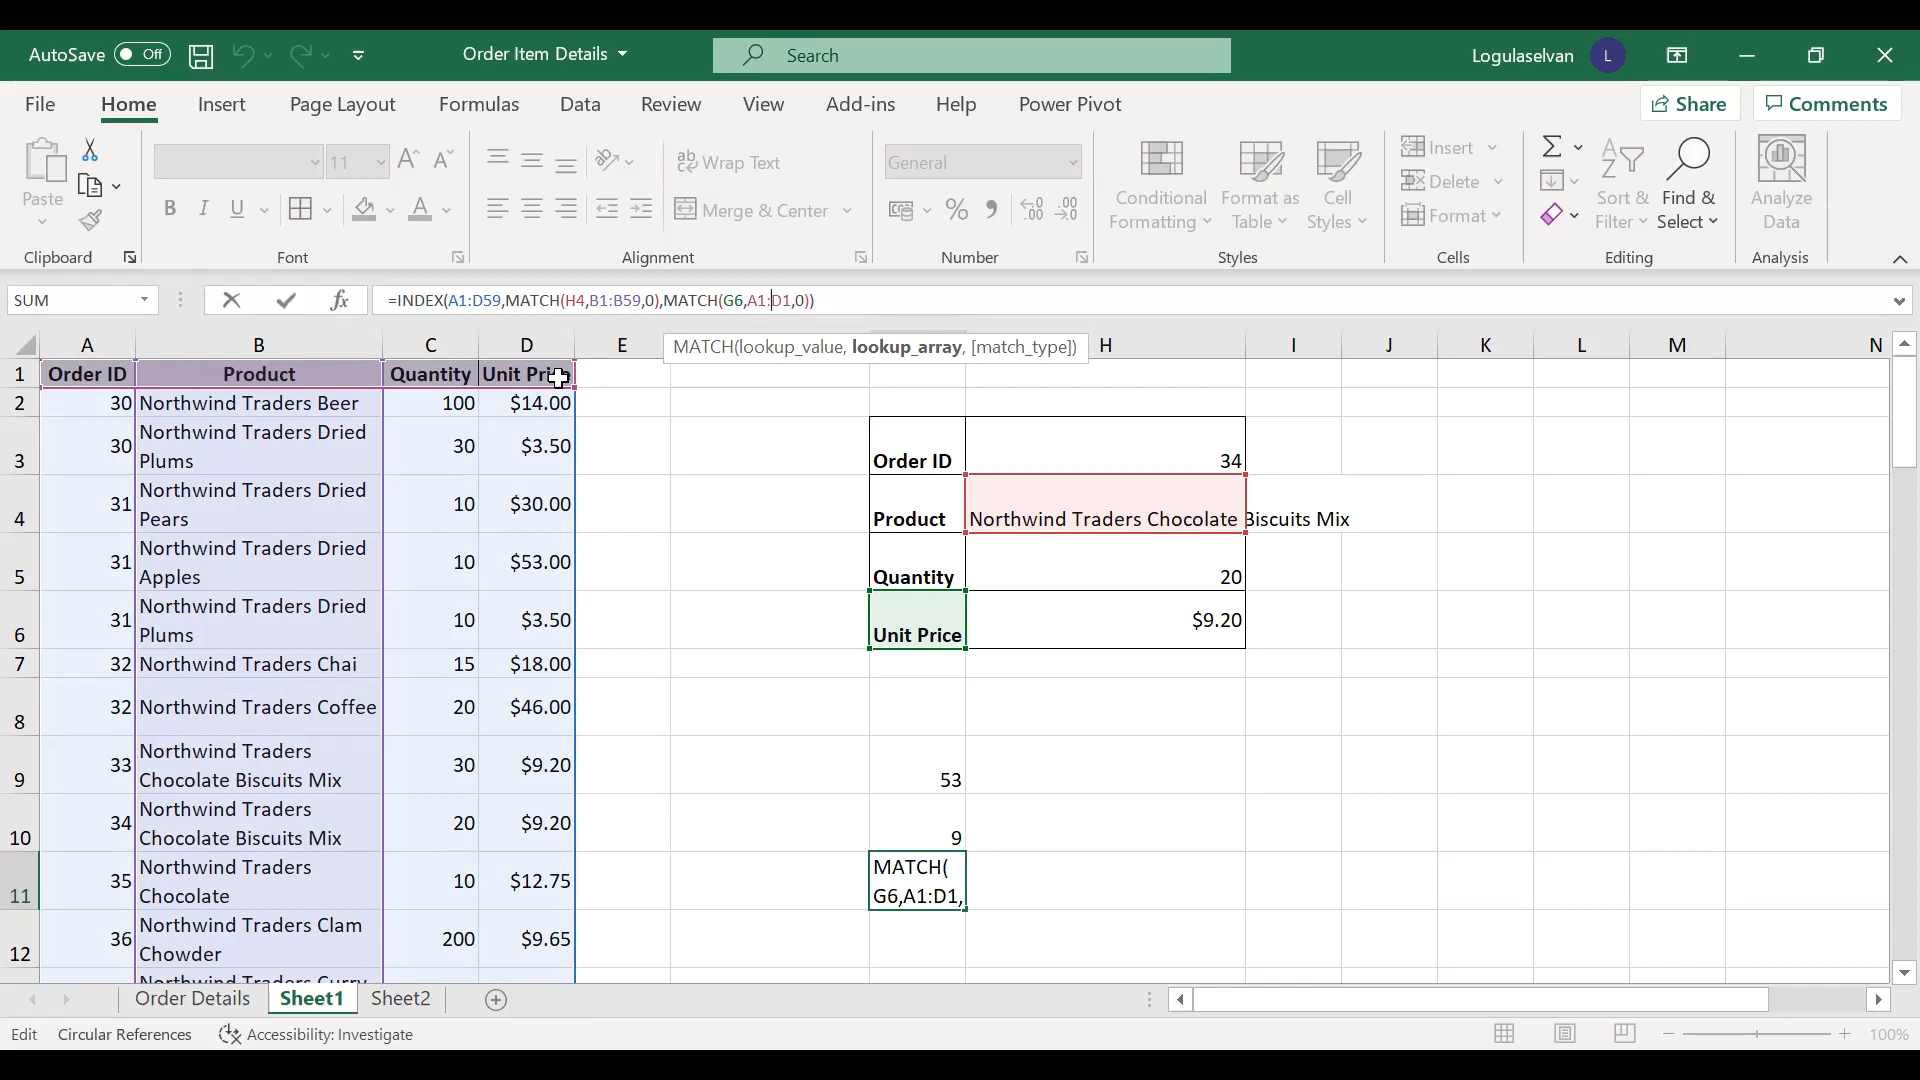 AutoSave Off Order Item Details Search Logulaselvan L
File Home Insert Page Layout Formulas Data Review View Add-ins Help Power Pivot Share Comments
Paste
11
Wrap Text
Merge & Center
General
Conditional Formatting
Format as Table
Cell Styles
Insert
Delete
Format
Sort & Filter
Find & Select
Analyze Data
Clipboard Font Alignment Number Styles Cells Editing Analysis
SUM fx =INDEX(A1:D59,MATCH(H4,B1:B59,0),MATCH(G6,A1:D1,0))
MATCH(lookup_value, lookup_array, [match_type])
A B C D E H I J K L M N
1 Order ID Product Quantity Unit Price
2 30 Northwind Traders Beer 100 $14.00
3 30 Northwind Traders Dried Plums 30 $3.50 Order ID 34
4 31 Northwind Traders Dried Pears 10 $30.00 Product Northwind Traders Chocolate Biscuits Mix
5 31 Northwind Traders Dried Apples 10 $53.00 Quantity 20
6 31 Northwind Traders Dried Plums 10 $3.50 Unit Price $9.20
7 32 Northwind Traders Chai 15 $18.00
8 32 Northwind Traders Coffee 20 $46.00
9 33 Northwind Traders Chocolate Biscuits Mix 30 $9.20 53
10 34 Northwind Traders Chocolate Biscuits Mix 20 $9.20 9
11 35 Northwind Traders Chocolate 10 $12.75 MATCH( G6,A1:D1,
12 36 Northwind Traders Clam Chowder 200 $9.65
Northwind Traders Curry
Order Details Sheet1 Sheet2
Edit Circular References Accessibility: Investigate 100%